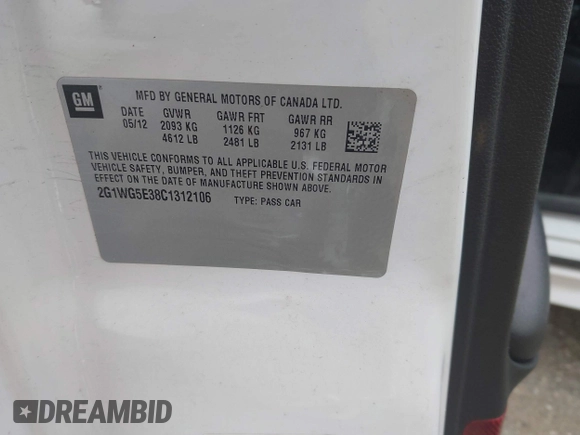 GM
MFD BY GENERAL MOTORS OF CANADA LTD.
DATE GVWR GAWR FRT GAWR RR
05/12 2093 KG 1126 KG 967 KG
4612 LB 2481 LB 2131 LB
THIS VEHICLE CONFORMS TO ALL APPLICABLE U.S. FEDERAL MOTOR
VEHICLE SAFETY, BUMPER, AND THEFT PREVENTION STANDARDS IN
EFFECT ON THE DATE OF MANUFACTURE SHOWN ABOVE.
2G1WG5E38C1312106 TYPE: PASS CAR
DREAMBID